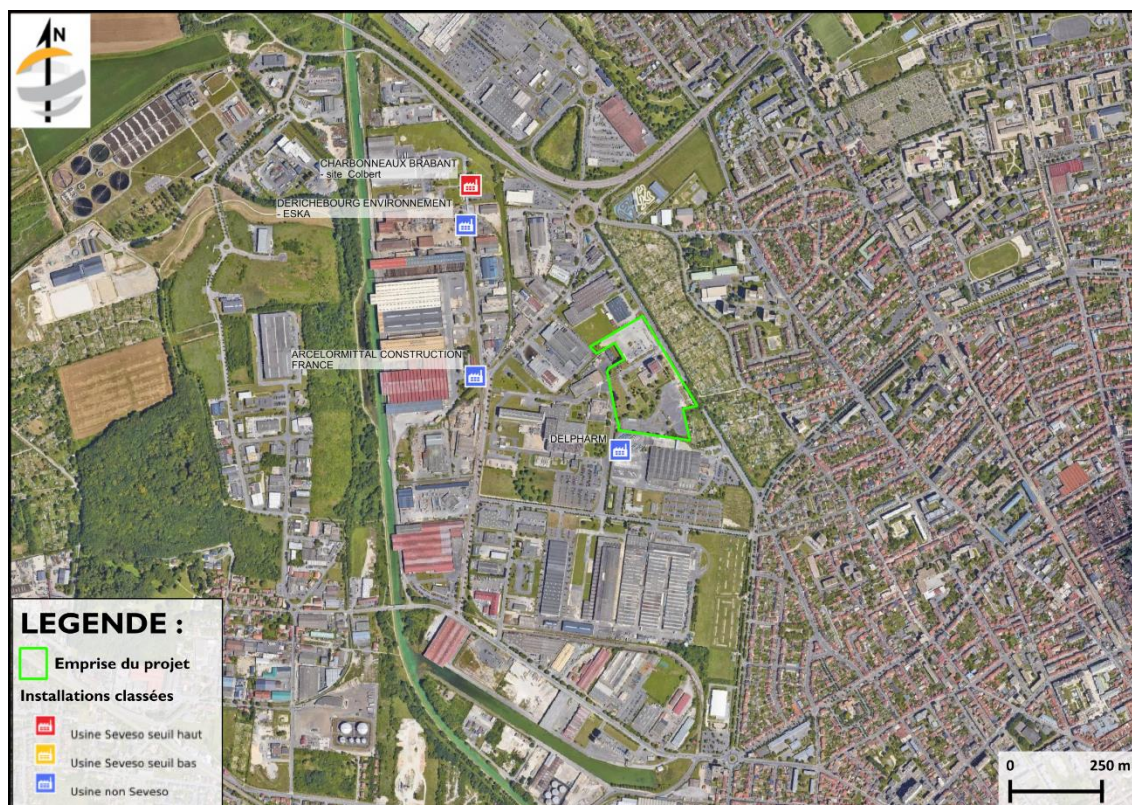 N
CHARBONNEAUX BRABANT
- site Colbert
DERICHEBOURG ENVIRONNEMENT
- ESKA
ARCELORMITTAL CONSTRUCTION
FRANCE
DELPHARM
LEGENDE :
Emprise du projet
Installations classées
Usine Seveso seuil haut
Usine Seveso seuil bas
Usine non Seveso
0 250 m